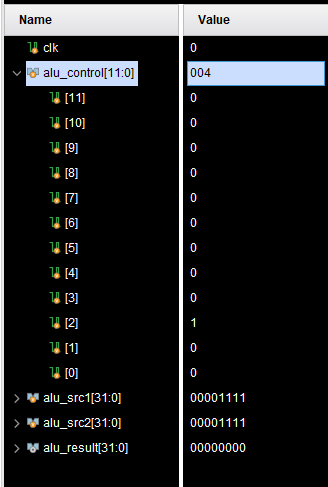 Name Value
clk 0
alu_control[11:0] 004
[11] 0
[10] 0
[9] 0
[8] 0
[7] 0
[6] 0
[5] 0
[4] 0
[3] 0
[2] 1
[1] 0
[0] 0
alu_src1[31:0] 00001111
alu_src2[31:0] 00001111
alu_result[31:0] 00000000